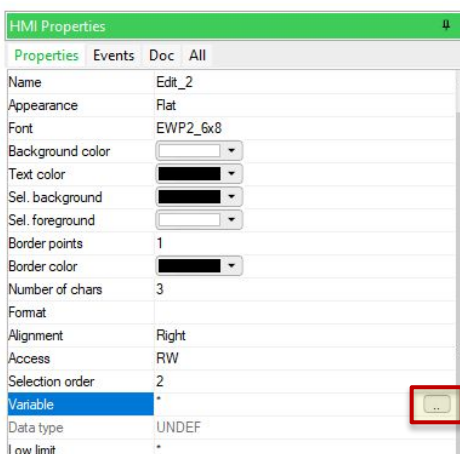 HMI Properties
Properties Events Doc All
Name Edit_2
Appearance Flat
Font EWP2_6x8
Background color
Text color
Sel. background
Sel. foreground
Border points 1
Border color
Number of chars 3
Format
Alignment Right
Access RW
Selection order 2
Variable * ..
Data type UNDEF
Low limit *